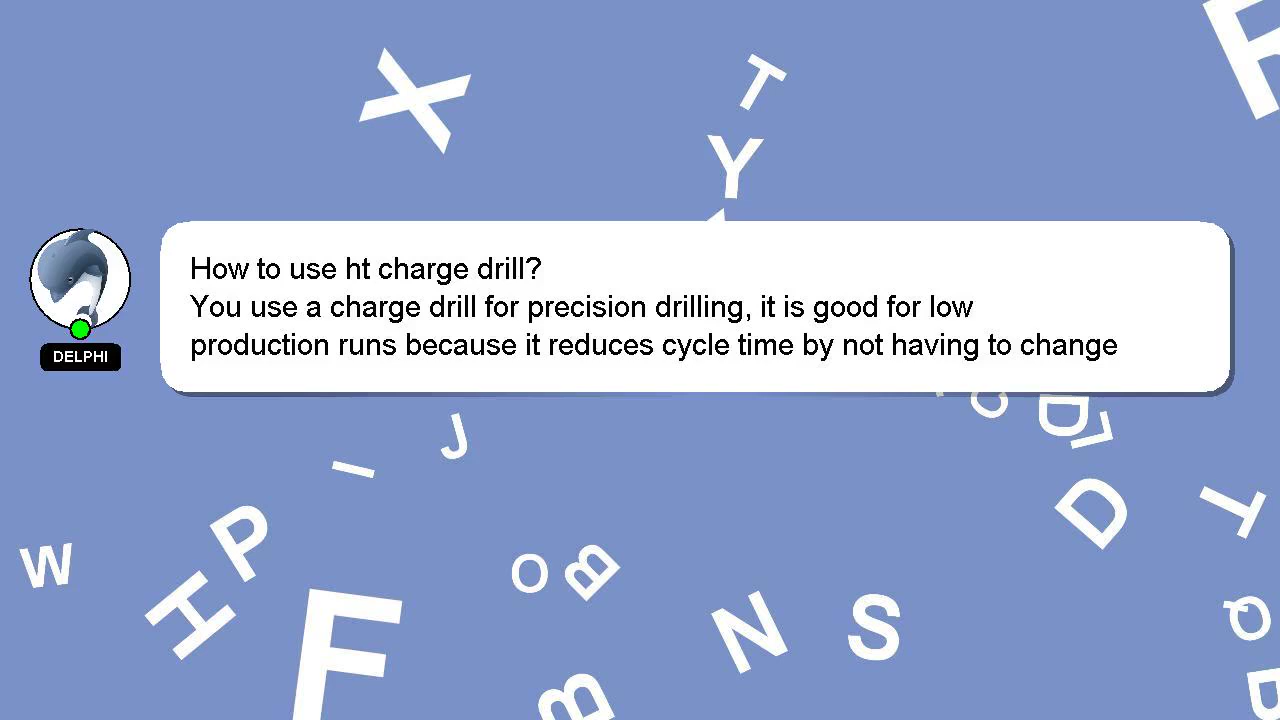 X
T
Y
How to use ht charge drill?
You use a charge drill for precision drilling, it is good for low
production runs because it reduces cycle time by not having to change
DELPHI
C
D
L
J
I
P
D
T
W
O
B
H
F
N
S
Q
B